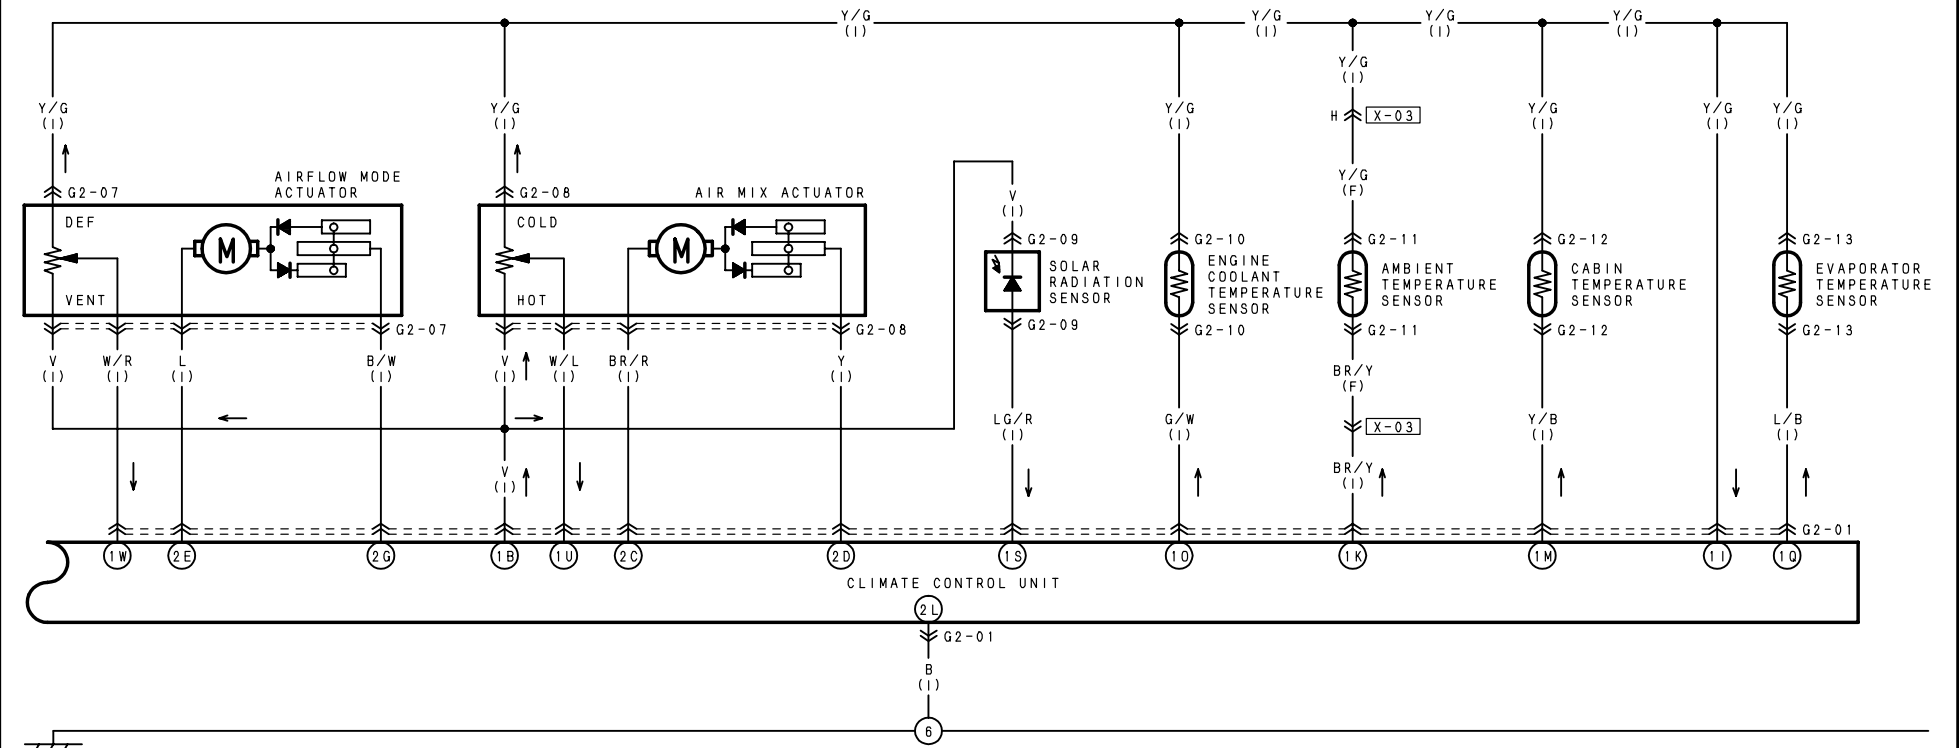 Y/G Y/G Y/G Y/G
(I) (I) (I) (I)
Y/G
(I)
Y/G Y/G Y/G Y/G Y/G Y/G
(I) (I) (I) (I) (I) (I)
H X-03
Y/G
(F)
AIRFLOW MODE
ACTUATOR
G2-07
G2-08
AIR MIX ACTUATOR
V
(I)
DEF
M
VENT
COLD
M
HOT
G2-09 G2-10 G2-11 G2-12 G2-13
SOLAR
RADIATION
SENSOR
ENGINE
COOLANT
TEMPERATURE
SENSOR
AMBIENT
TEMPERATURE
SENSOR
CABIN
TEMPERATURE
SENSOR
EVAPORATOR
TEMPERATURE
SENSOR
G2-07 G2-08 G2-09 G2-10 G2-11 G2-12 G2-13
V W/R L B/W V W/L BR/R Y BR/Y
(I) (I) (I) (I) (I) (I) (I) (I) (F)
LG/R G/W X-03 Y/B L/B
(I) (I) (I) (I)
V BR/Y
(I) (I)
G2-01
1W 2E 2G 1B 1U 2C 2D 1S 1O 1K 1M 1I 1Q
CLIMATE CONTROL UNIT
2L
G2-01
B
(I)
6